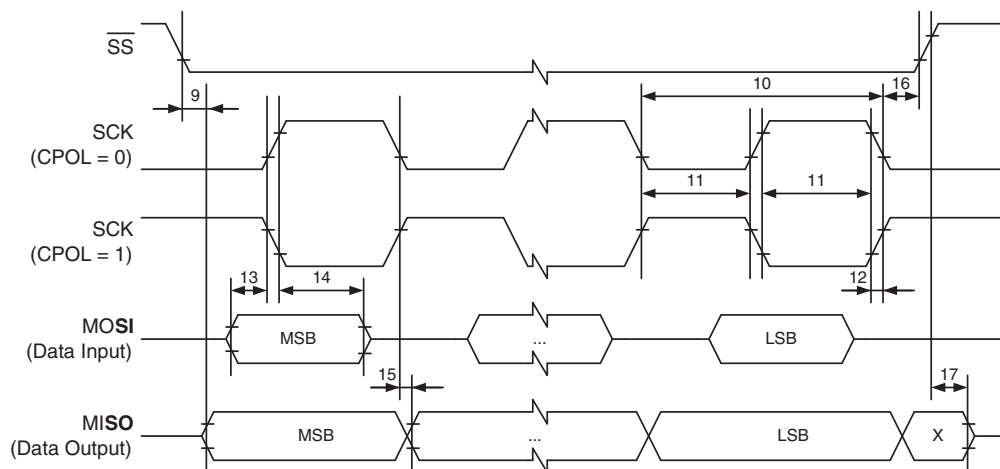 SS
10
16
9
SCK
(CPOL = 0)
11
11
SCK
(CPOL = 1)
13
14
12
MOSI
(Data Input)
MSB
...
LSB
15
17
MISO
(Data Output)
MSB
...
LSB
X